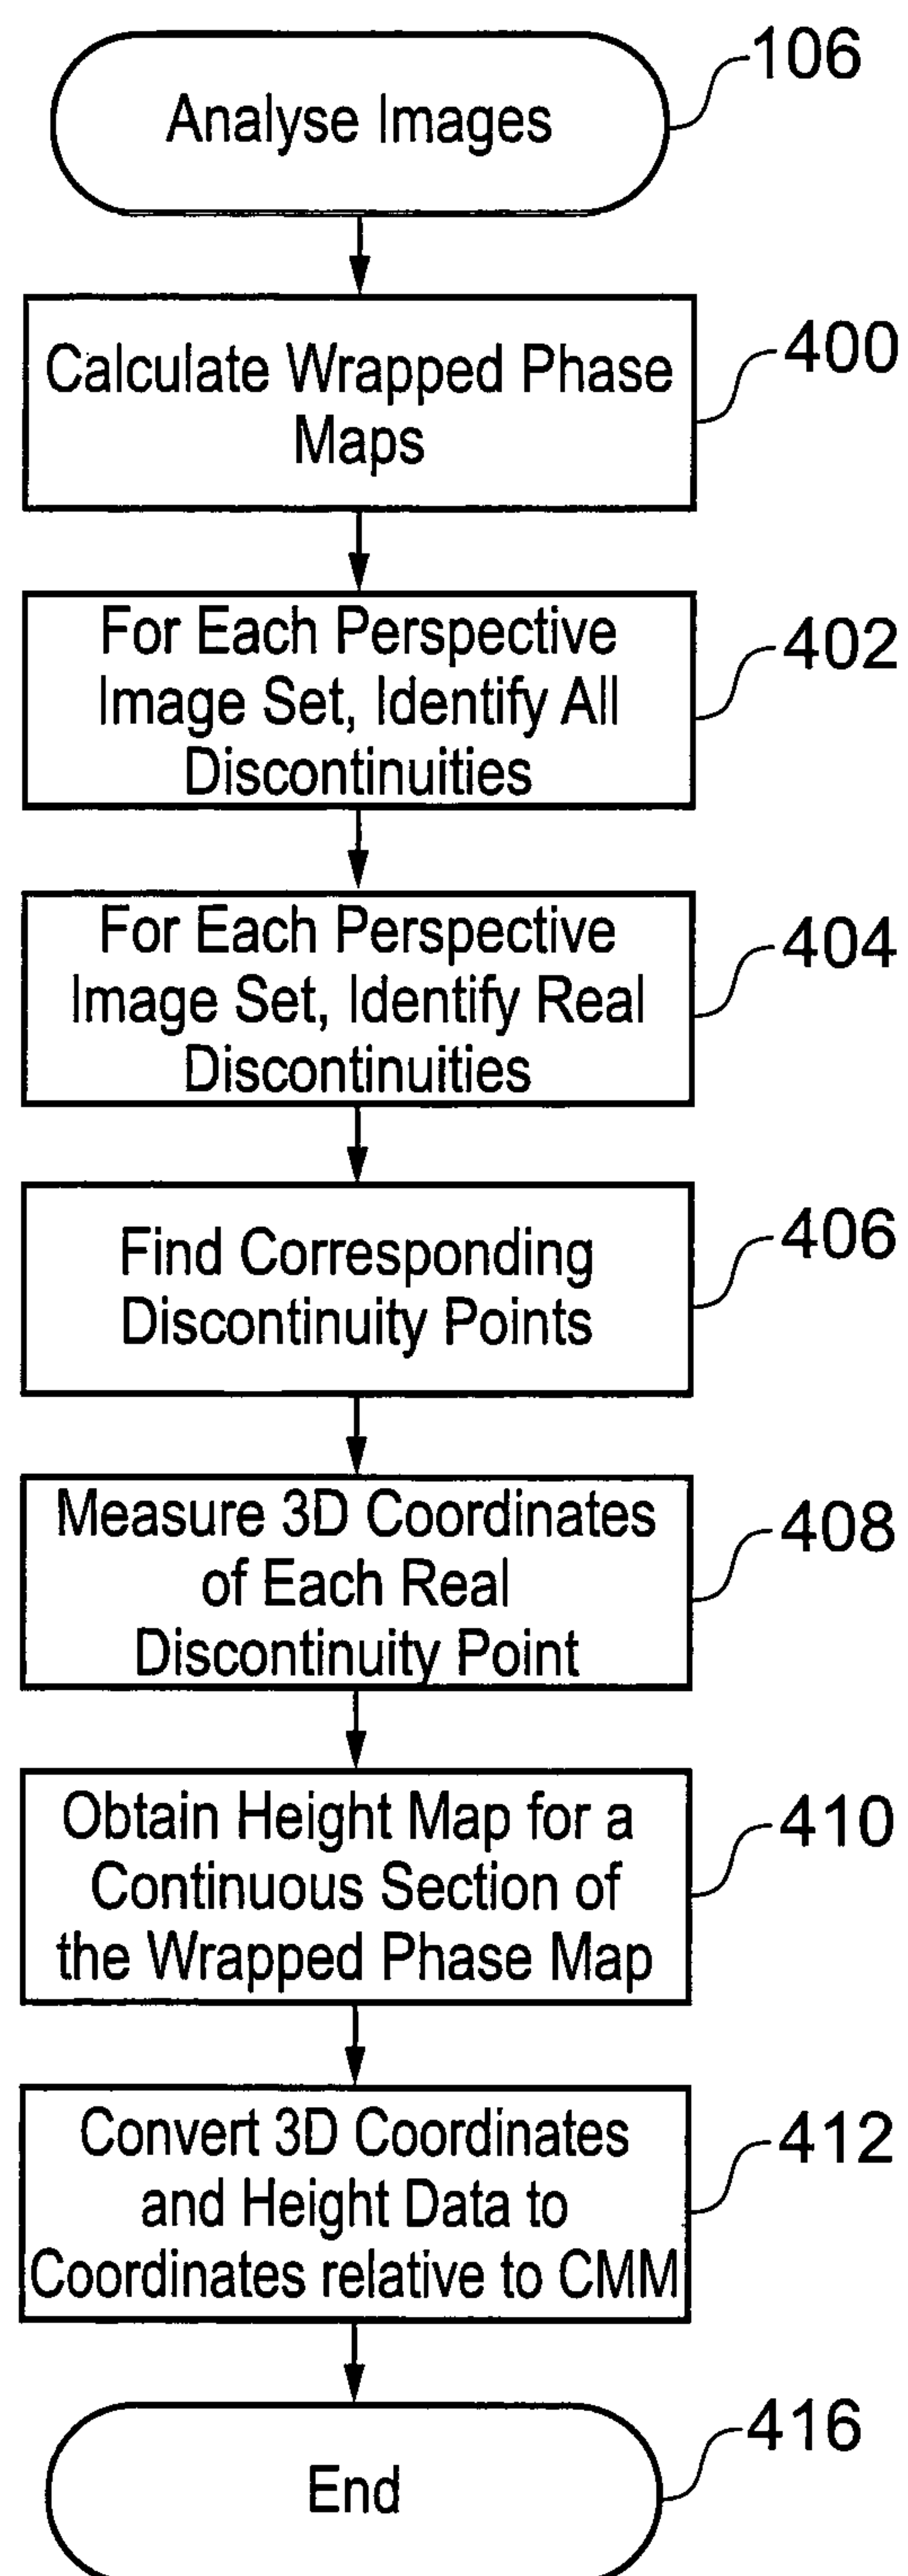 Analyse Images
106
Calculate Wrapped Phase
Maps
400
For Each Perspective
Image Set, Identify All
Discontinuities
402
For Each Perspective
Image Set, Identify Real
Discontinuities
404
Find Corresponding
Discontinuity Points
406
Measure 3D Coordinates
of Each Real
Discontinuity Point
408
Obtain Height Map for a
Continuous Section of
the Wrapped Phase Map
410
Convert 3D Coordinates
and Height Data to
Coordinates relative to CMM
412
End
416